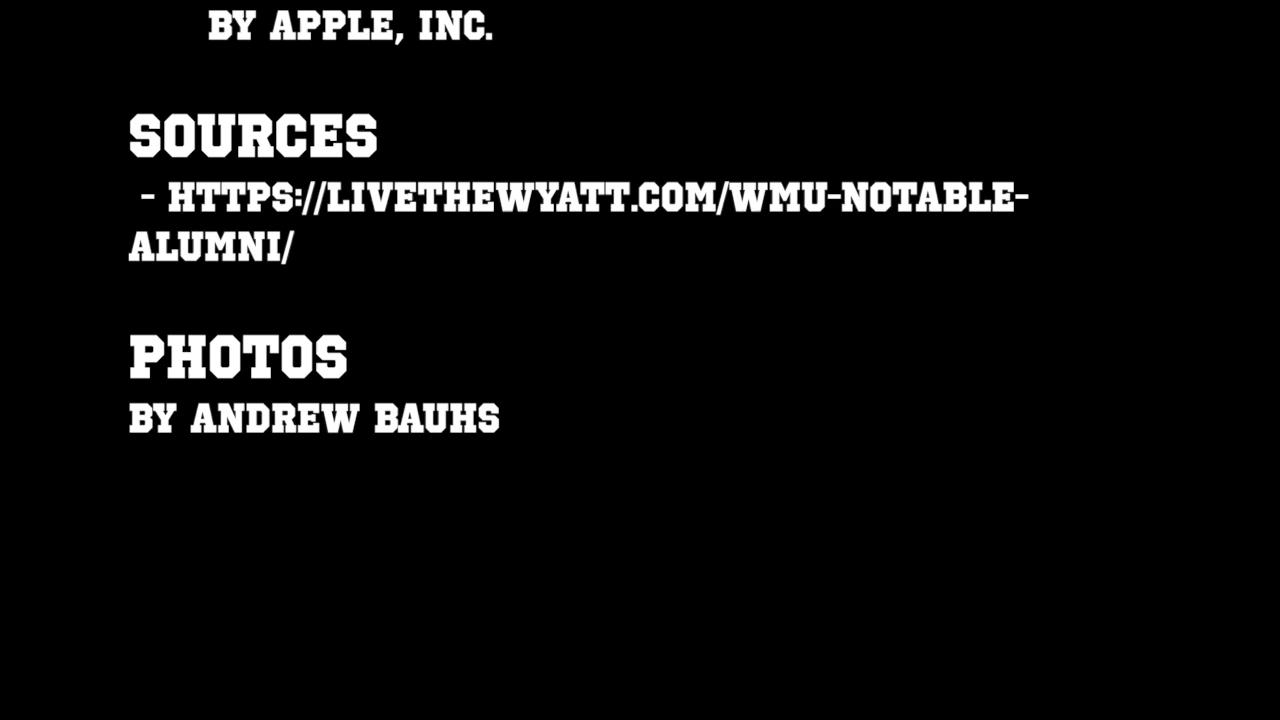 BY APPLE, INC.
SOURCES
- HTTPS://LIVETHEWYATT.COM/WMU-NOTABLE-
ALUMNI/
PHOTOS
BY ANDREW BAUHS